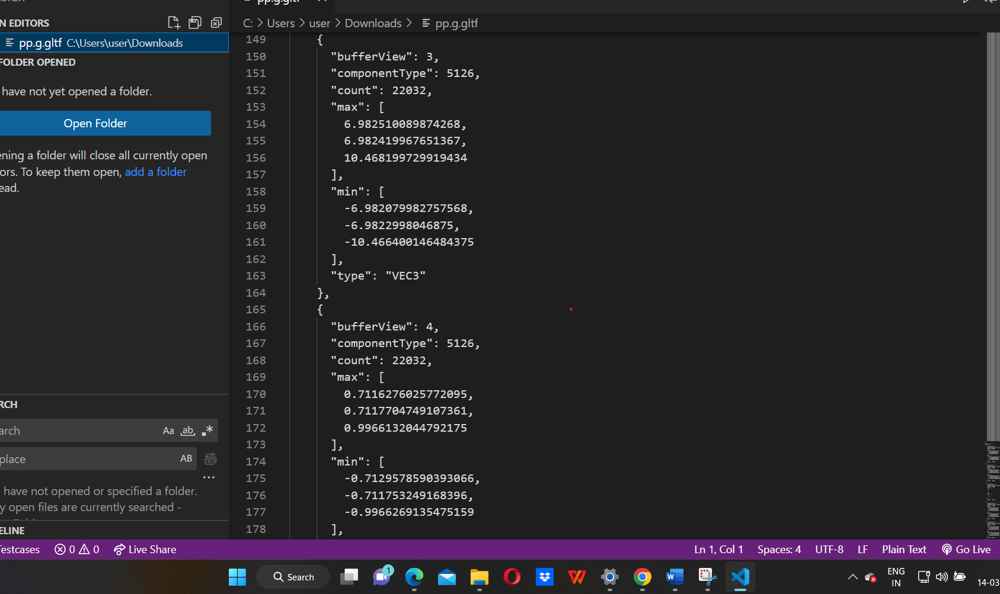 pp.g.gltf
N EDITORS
pp.g.gltf C:\Users\user\Downloads
FOLDER OPENED
have not yet opened a folder.
Open Folder
ening a folder will close all currently open
ors. To keep them open, add a folder
ead.
RCH
arch
Aa ab
place
AB
...
have not opened or specified a folder.
y open files are currently searched -
ELINE
C: > Users > user > Downloads > pp.g.gltf
149 {
150 "bufferView": 3,
151 "componentType": 5126,
152 "count": 22032,
153 "max": [
154 6.982510089874268,
155 6.982419967651367,
156 10.468199729919434
157 ],
158 "min": [
159 -6.982079982757568,
160 -6.9822998046875,
161 -10.466400146484375
162 ],
163 "type": "VEC3"
164 },
165 {
166 "bufferView": 4,
167 "componentType": 5126,
168 "count": 22032,
169 "max": [
170 0.7116276025772095,
171 0.7117704749107361,
172 0.9966132044792175
173 ],
174 "min": [
175 -0.7129578590393066,
176 -0.711753249168396,
177 -0.9966269135475159
178 ],
Testcases 0 0 Live Share Ln 1, Col 1 Spaces: 4 UTF-8 LF Plain Text Go Live
Search 1 ENG
IN
14-03